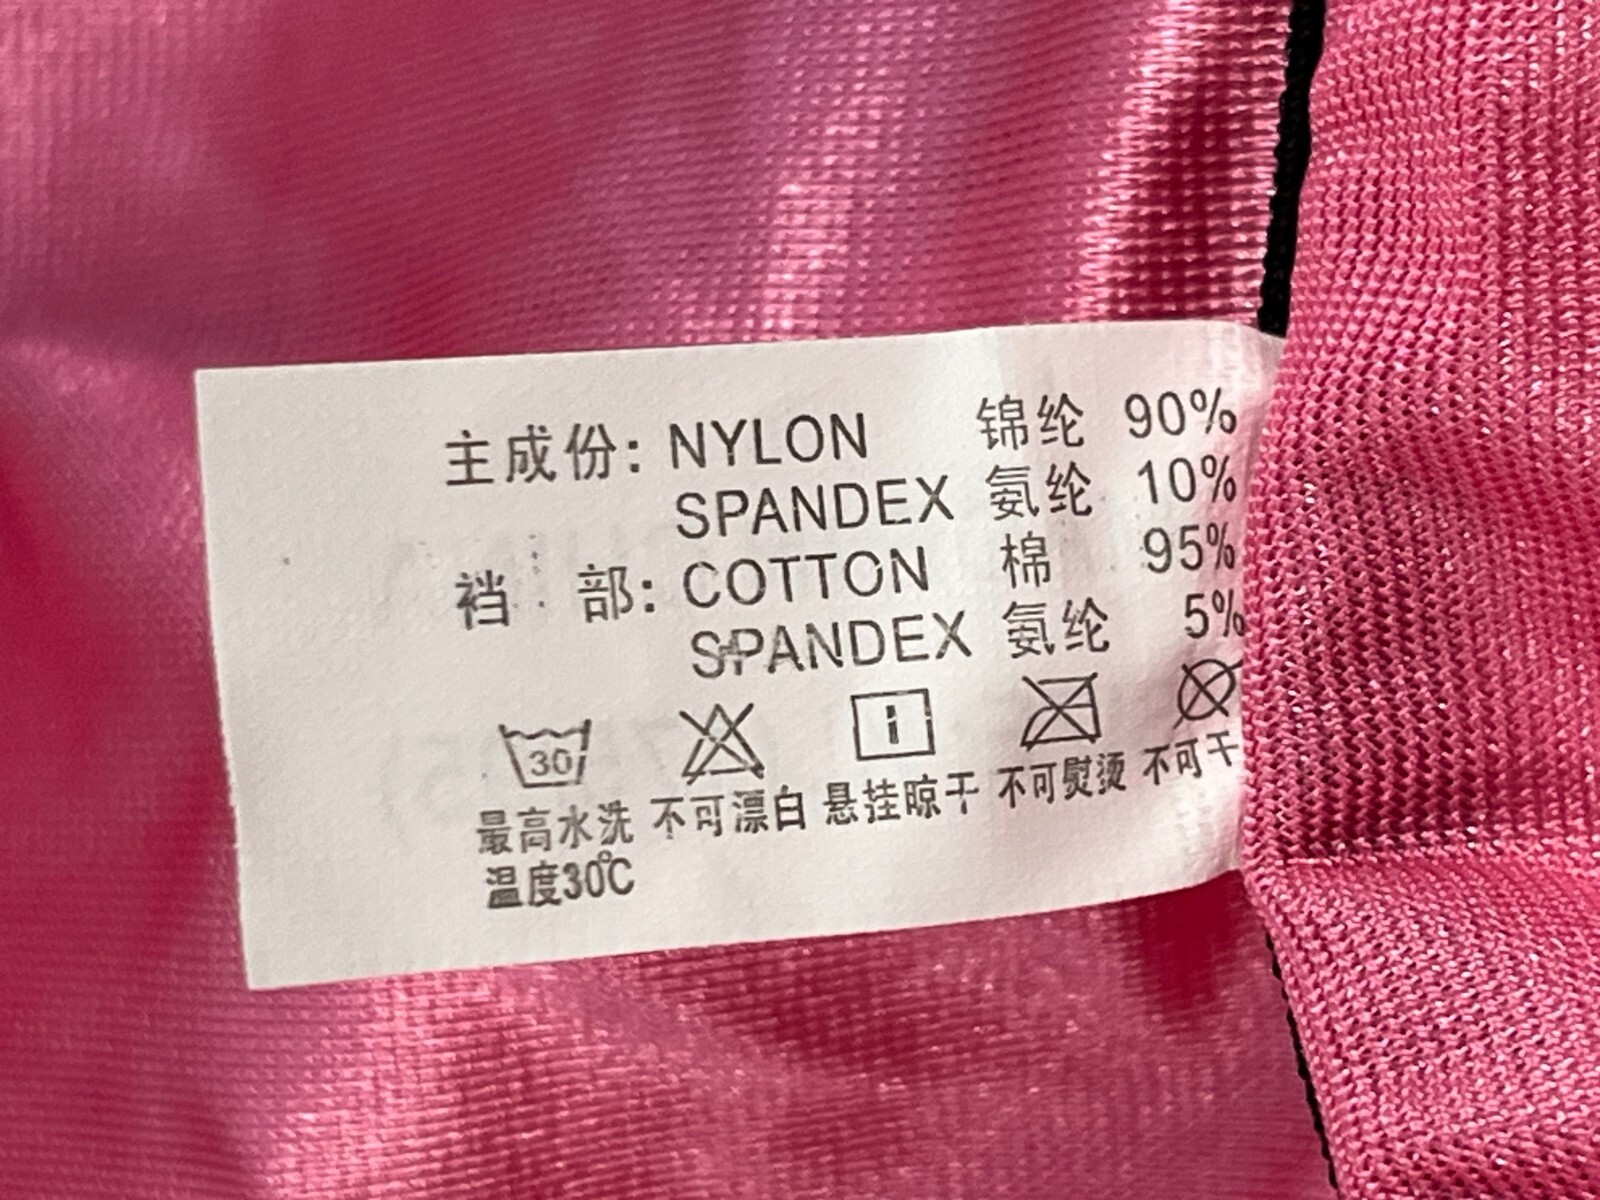 主成份: NYLON 锦纶 90%
SPANDEX 氨纶 10%
裆 部: COTTON 棉 95%
SPANDEX 氨纶 5%
30
最高水洗 不可漂白 悬挂晾干 不可熨烫 不可干
温度30℃